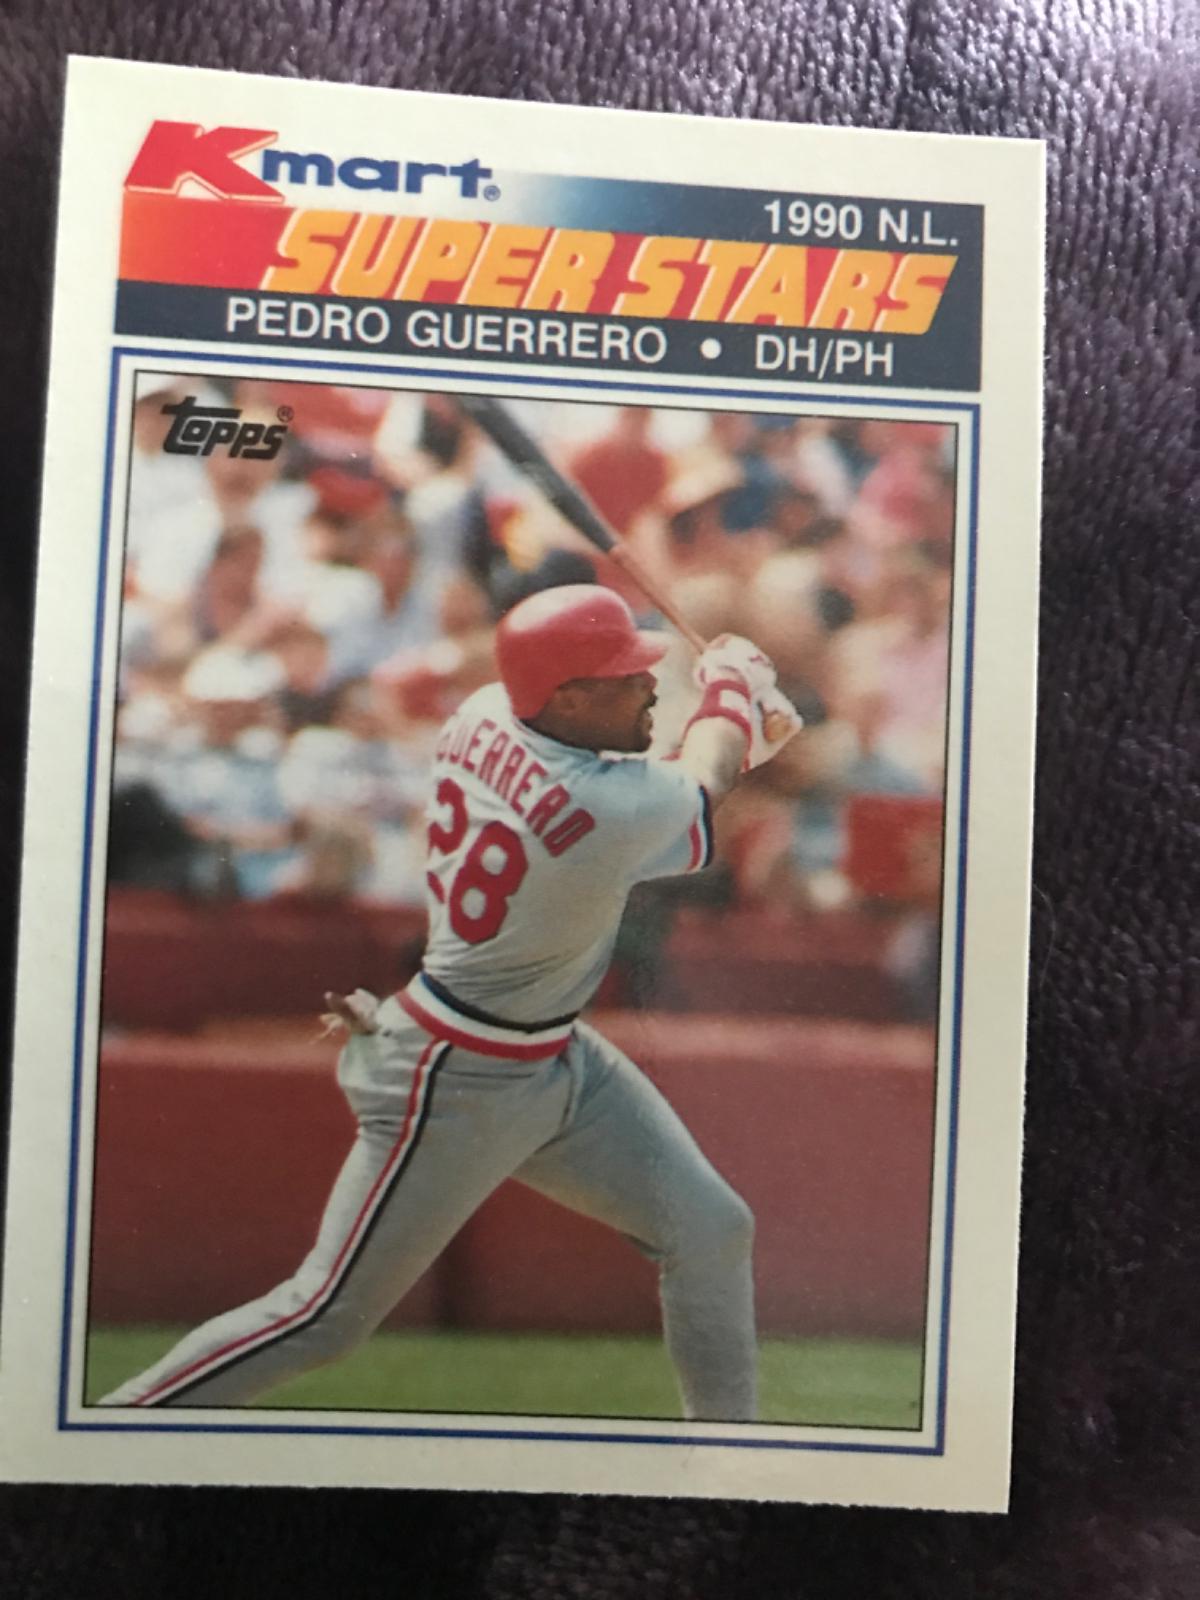 Kmart®
1990 N.L.
SUPER STARS
PEDRO GUERRERO • DH/PH
topps®
GUERRERO
28